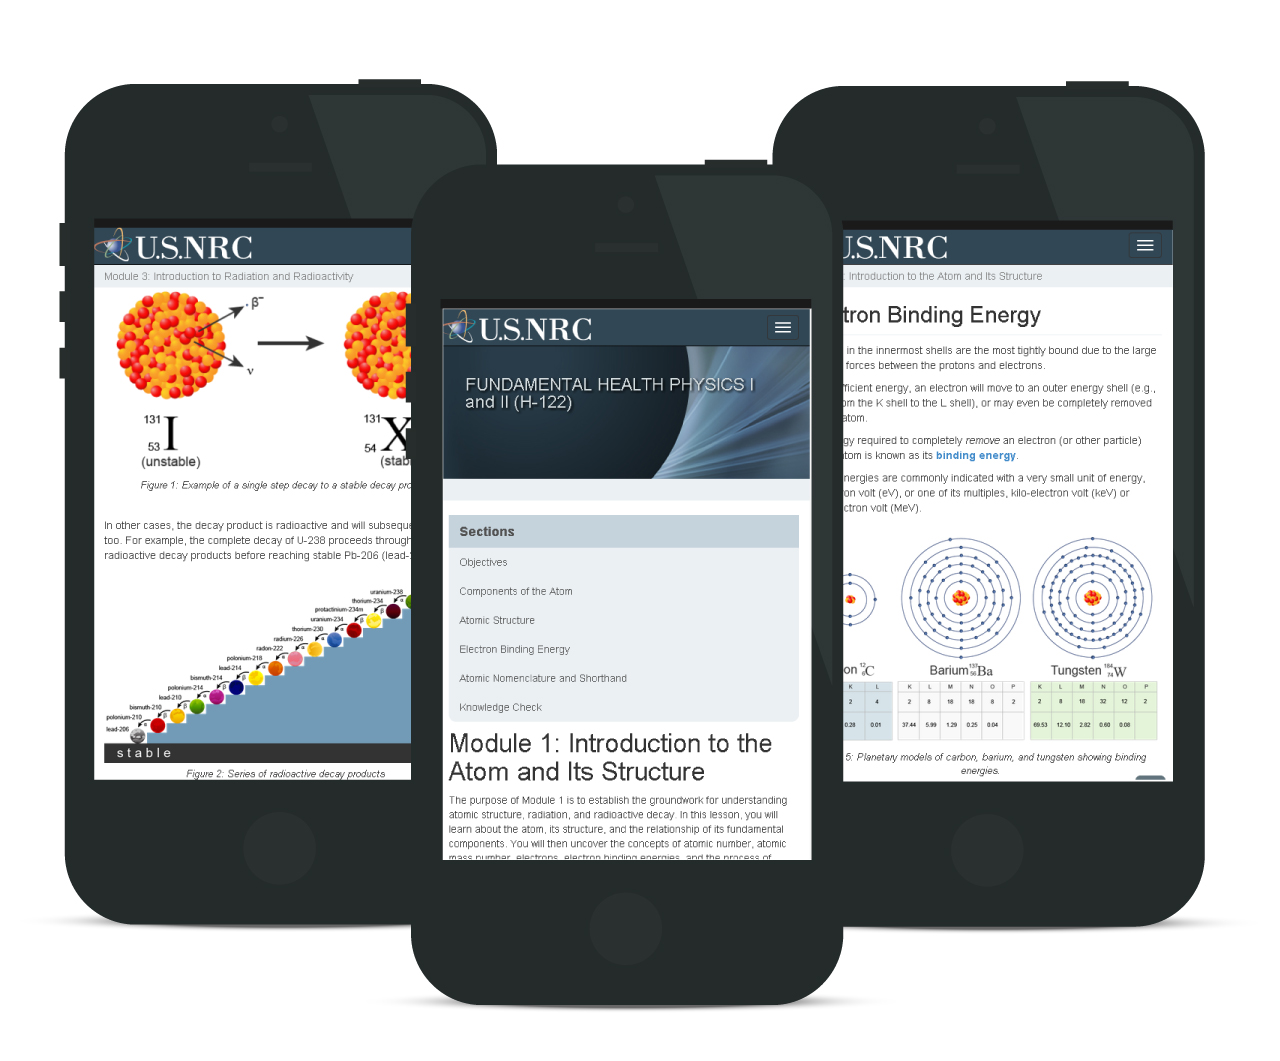 U.S.NRC
Module 3: Introduction to Radiation and Radioactivity
β−
ν
131
53 I
(unstable)
131
54 X
Figure 1: Example of a single step decay to a stable decay
In other cases, the decay product is radioactive and will
too. For example, the complete decay of U-238 proceeds through
radioactive decay products before reaching stable Pb-206
uranium-238
thorium-234
protactinium-234m
uranium-234
thorium-230
radium-226
radon-222
polonium-218
lead-214
bismuth-214
polonium-214
lead-210
bismuth-210
polonium-210
lead-206
stable
Figure 2: Series of radioactive decay products
U.S.NRC
FUNDAMENTAL HEALTH PHYSICS I
and II (H-122)
Sections
Objectives
Components of the Atom
Atomic Structure
Electron Binding Energy
Atomic Nomenclature and Shorthand
Knowledge Check
Module 1: Introduction to the
Atom and Its Structure
The purpose of Module 1 is to establish the groundwork for understanding
atomic structure, radiation, and radioactive decay. In this lesson, you will
learn about the atom, its structure, and the relationship of its fundamental
components. You will then uncover the concepts of atomic number, atomic
mass number, electrons, electron binding energies, and the process of
U.S.NRC
: Introduction to the Atom and Its Structure
tron Binding Energy
in the innermost shells are the most tightly bound due to the large
forces between the protons and electrons.
fficient energy, an electron will move to an outer energy shell (e.g.,
om the K shell to the L shell), or may even be completely removed
atom.
gy required to completely remove an electron (or other particle)
tom is known as its binding energy.
nergies are commonly indicated with a very small unit of energy,
on volt (eV), or one of its multiples, kilo-electron volt (keV) or
ctron volt (MeV).
on 12 6 C
Barium 137 56 Ba
Tungsten 184 74 W
K L
2 4
0.28 0.01
K L M N O P
2 8 18 18 8 2
37.44 5.99 1.29 0.25 0.04
K L M N O P
2 8 18 32 12 2
69.53 12.10 2.82 0.60 0.08
5: Planetary models of carbon, barium, and tungsten showing binding
energies.